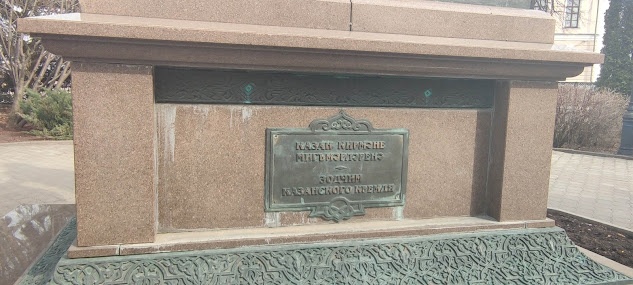 КАЗАН КИРМӘНЕ
МИГЪМАРЛАРЫНА
ЗОДЧИМ
КАЗАНСКОГО КРЕМЛЯ